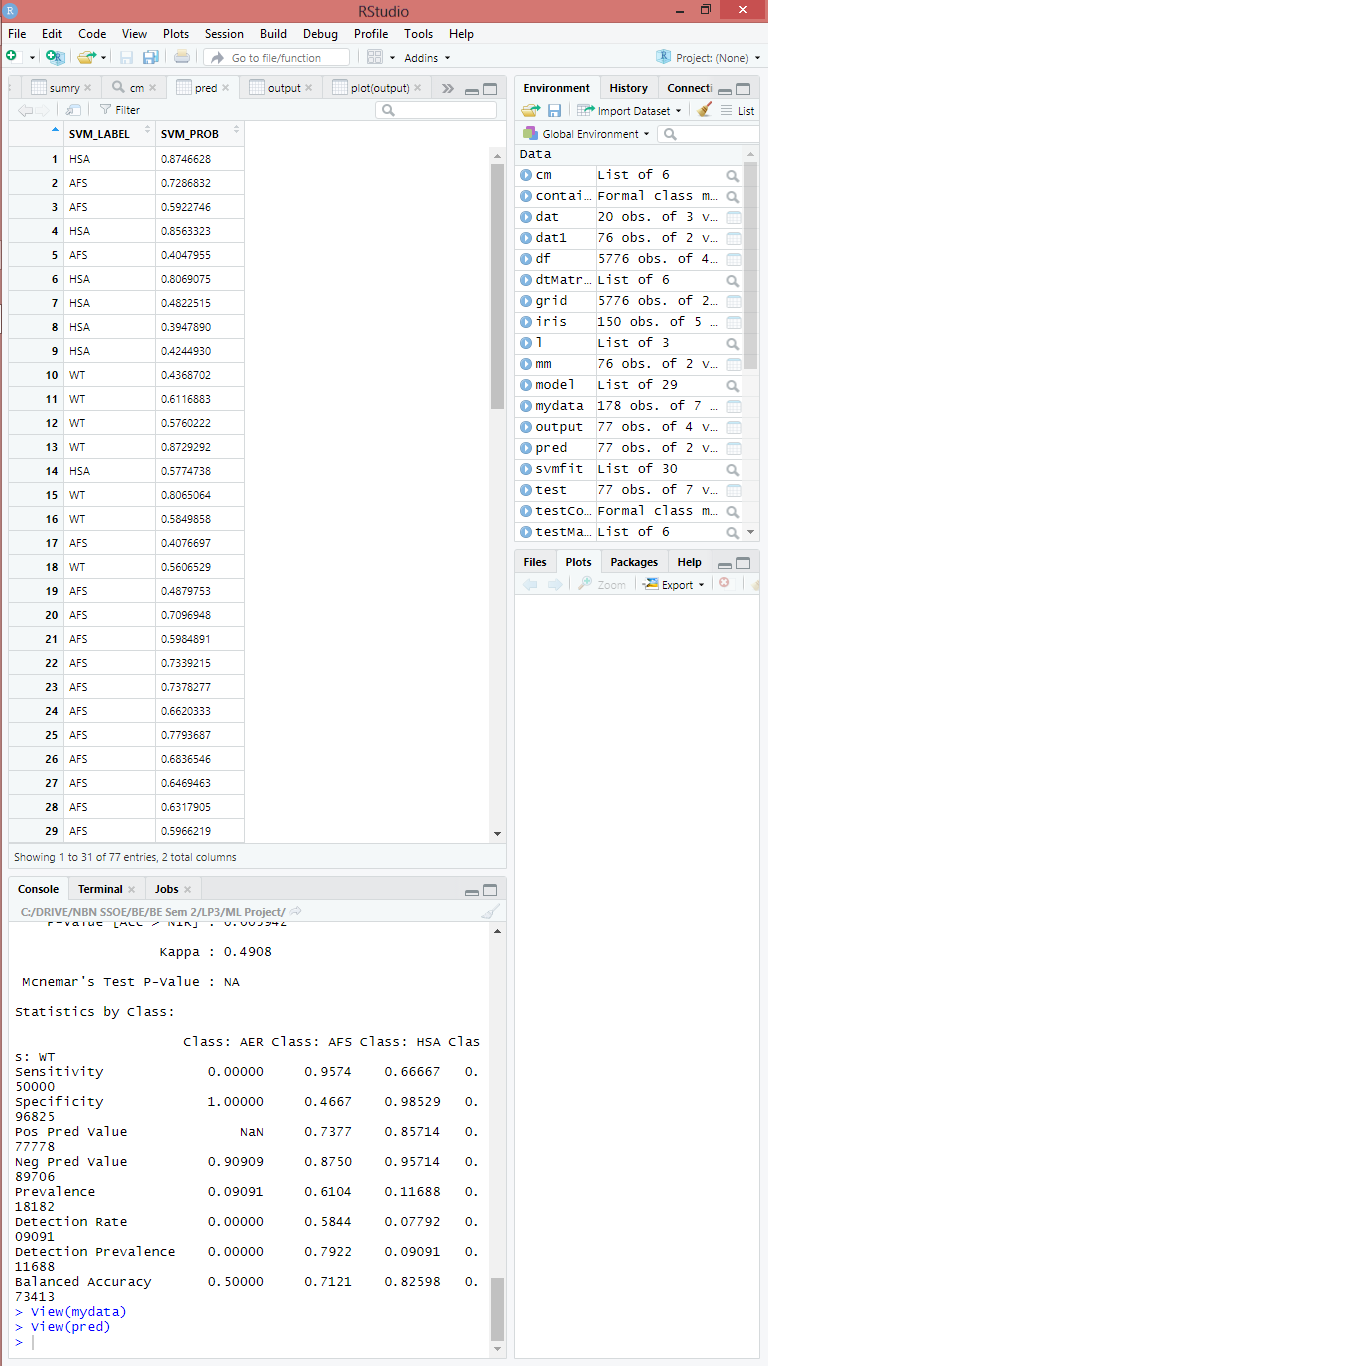 RStudio
File Edit Code View Plots Session Build Debug Profile Tools Help
Go to file/function Addins Project: (None)
sumry cm pred output plot(output)
Filter
SVM_LABEL SVM_PROB
1 HSA 0.8746628
2 AFS 0.7286832
3 AFS 0.5922746
4 HSA 0.8563323
5 AFS 0.4047955
6 HSA 0.8069075
7 HSA 0.4822515
8 HSA 0.3947890
9 HSA 0.4244930
10 WT 0.4368702
11 WT 0.6116883
12 WT 0.5760222
13 WT 0.8729292
14 HSA 0.5774738
15 WT 0.8065064
16 WT 0.5849858
17 AFS 0.4076697
18 WT 0.5606529
19 AFS 0.4879753
20 AFS 0.7096948
21 AFS 0.5984891
22 AFS 0.7339215
23 AFS 0.7378277
24 AFS 0.6620333
25 AFS 0.7793687
26 AFS 0.6836546
27 AFS 0.6469463
28 AFS 0.6317905
29 AFS 0.5966219
Showing 1 to 31 of 77 entries, 2 total columns
Console Terminal Jobs
C:/DRIVE/NBN SSOE/BE/BE Sem 2/LP3/ML Project/
P-Value [Acc > NIR] : 0.003942
Kappa : 0.4908
Mcnemar's Test P-Value : NA
Statistics by Class:
Class: AER Class: AFS Class: HSA Clas
s: WT
Sensitivity 0.00000 0.9574 0.66667 0.
50000
Specificity 1.00000 0.4667 0.98529 0.
96825
Pos Pred Value NaN 0.7377 0.85714 0.
77778
Neg Pred Value 0.90909 0.8750 0.95714 0.
89706
Prevalence 0.09091 0.6104 0.11688 0.
18182
Detection Rate 0.00000 0.5844 0.07792 0.
09091
Detection Prevalence 0.00000 0.7922 0.09091 0.
11688
Balanced Accuracy 0.50000 0.7121 0.82598 0.
73413
> View(mydata)
> View(pred)
>
Environment History Connecti
Import Dataset List
Global Environment
Data
cm List of 6
contai… Formal class m…
dat 20 obs. of 3 v…
dat1 76 obs. of 2 v…
df 5776 obs. of 4…
dtMatr… List of 6
grid 5776 obs. of 2…
iris 150 obs. of 5 …
l List of 3
mm 76 obs. of 2 v…
model List of 29
mydata 178 obs. of 7 …
output 77 obs. of 4 v…
pred 77 obs. of 2 v…
svmfit List of 30
test 77 obs. of 7 v…
testCo… Formal class m…
testMa… List of 6
Files Plots Packages Help
Zoom Export